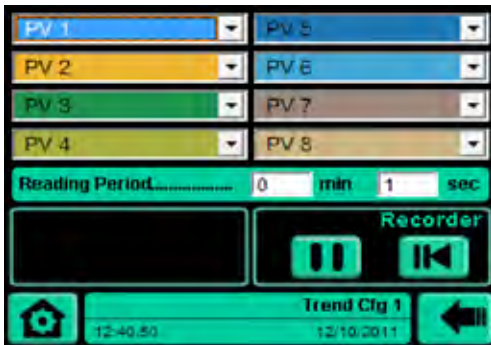 PV 1 PV 5
PV 2 PV 6
PV 3 PV 7
PV 4 PV 8
Reading Period................... 0 min 1 sec
Recorder
Trend Cfg 1
12:40:50 12/10/2011